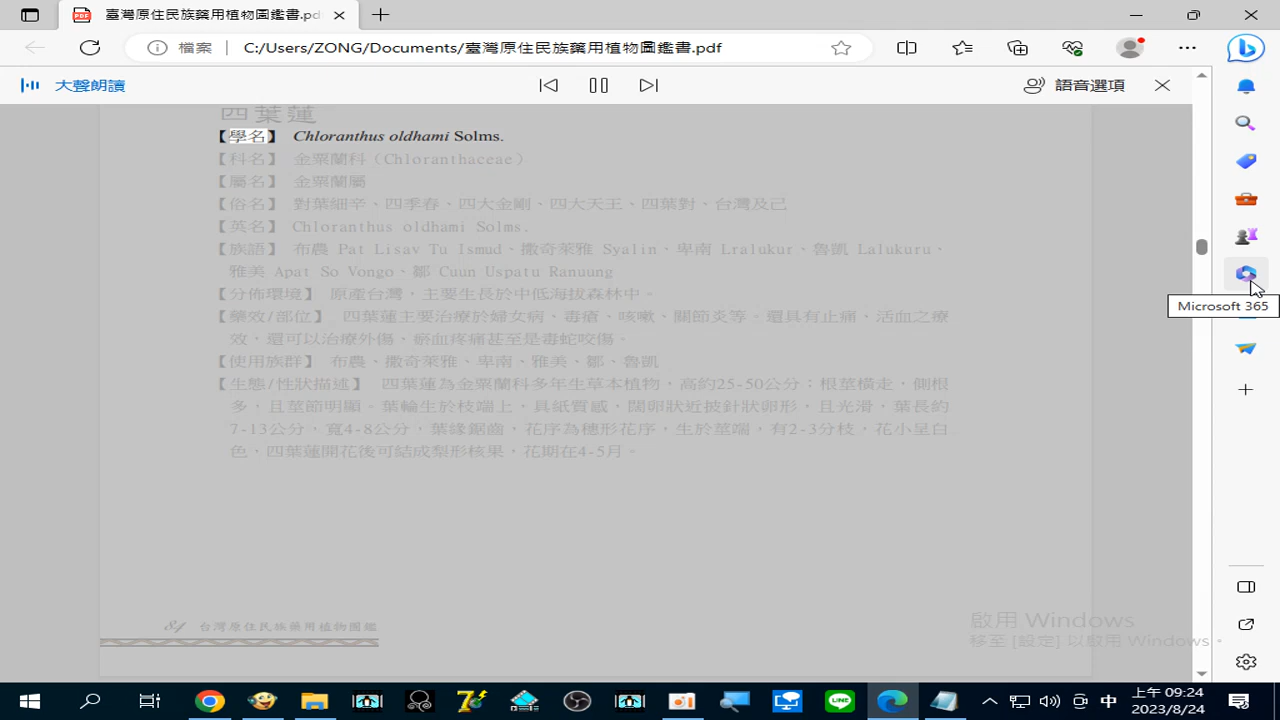 臺灣原住民族藥用植物圖鑑書.pdf
檔案 C:/Users/ZONG/Documents/臺灣原住民族藥用植物圖鑑書.pdf
大聲朗讀
語音選項
四葉蓮
【學名】 Chloranthus oldhami Solms.
【科名】 金粟蘭科（Chloranthaceae）
【屬名】 金粟蘭屬
【俗名】 對葉細辛、四季春、四大金剛、四大天王、四葉對、台灣及己
【英名】 Chloranthus oldhami Solms.
【族語】 布農 Pat Lisav Tu Ismud、撒奇萊雅 Syalin、卑南 Lralukur、魯凱 Lalukuru、
雅美 Apat So Vongo、鄒 Cuun Uspatu Ranuung
【分佈環境】 原產台灣，主要生長於中低海拔森林中。
【藥效/部位】 四葉蓮主要治療於婦女病、毒瘡、咳嗽、關節炎等。還具有止痛、活血之療
效，還可以治療外傷、瘀血疼痛甚至是毒蛇咬傷。
【使用族群】 布農、撒奇萊雅、卑南、雅美、鄒、魯凱
【生態/性狀描述】 四葉蓮為金粟蘭科多年生草本植物，高約25-50公分；根莖橫走，側根
多，且莖節明顯。葉輪生於枝端上，具紙質感，闊卵狀近披針狀卵形，且光滑，葉長約
7-13公分，寬4-8公分，葉緣鋸齒，花序為穗形花序，生於莖端，有2-3分枝，花小呈白
色，四葉蓮開花後可結成梨形核果，花期在4-5月。
84 台灣原住民族藥用植物圖鑑
Microsoft 365
啟用 Windows
移至 [設定] 以啟用 Windows。
中
上午 09:24
2023/8/24